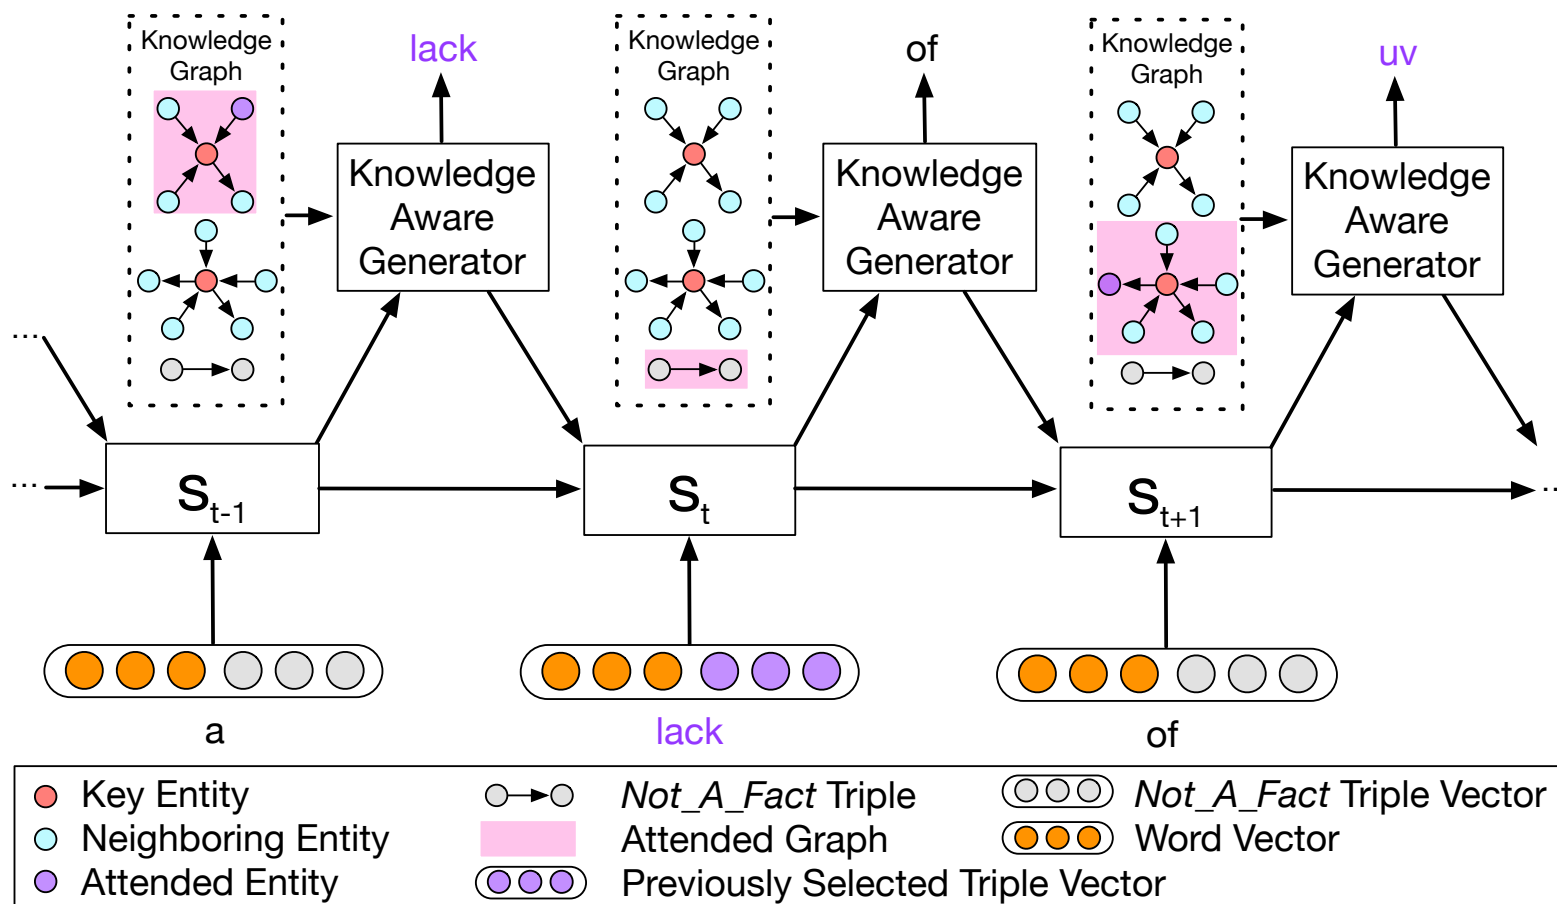 Knowledge
Graph
lack
Knowledge
Aware
Generator
Knowledge
Graph
of
Knowledge
Aware
Generator
Knowledge
Graph
uv
Knowledge
Aware
Generator
...
...
S t-1
S t
S t+1
...
a
lack
of
Key Entity
Neighboring Entity
Attended Entity
Not_A_Fact Triple
Attended Graph
Previously Selected Triple Vector
Not_A_Fact Triple Vector
Word Vector